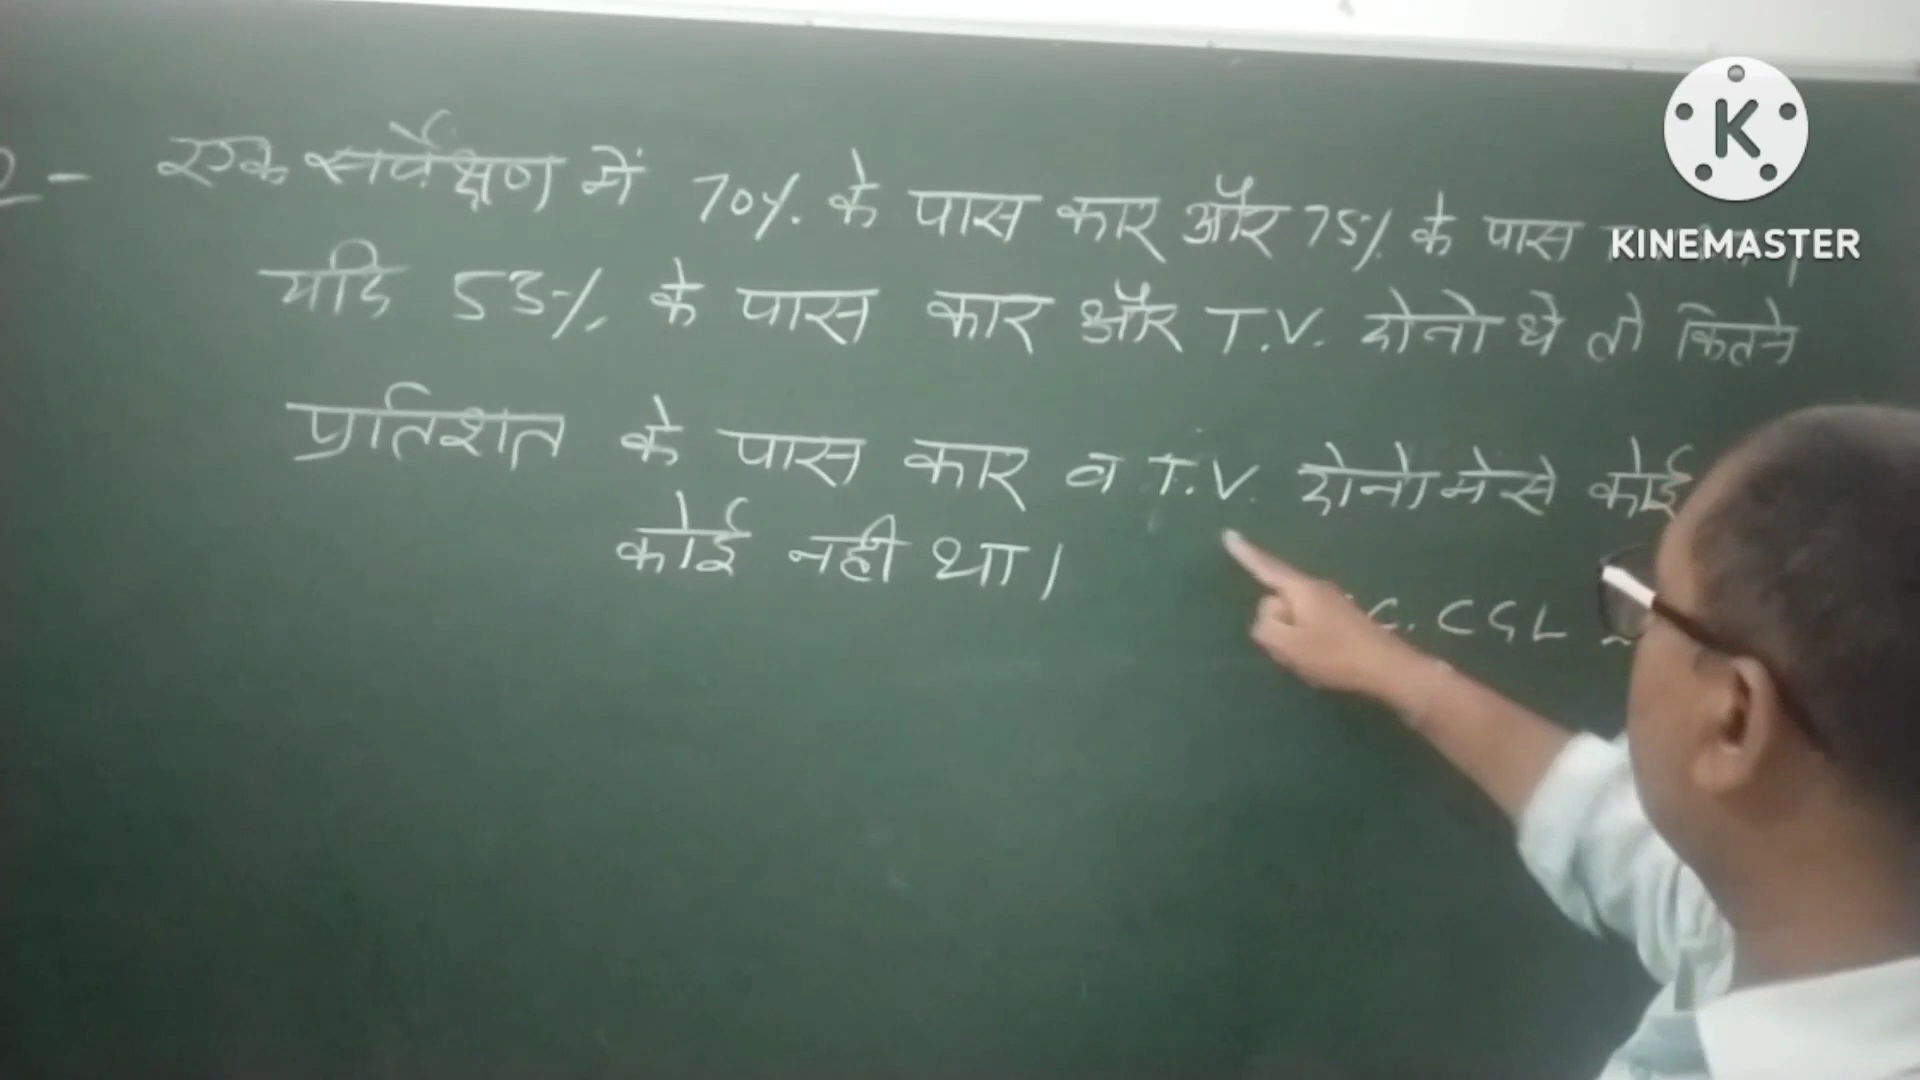 एक सर्वेक्षण में 70% के पास कार और 75% के पास
यदि 53% के पास कार और T.V. दोनो थे तो कितने
प्रतिशत के पास कार व T.V. दोनो मे से कोई
कोई नही था।
C. CGL
K
KINEMASTER